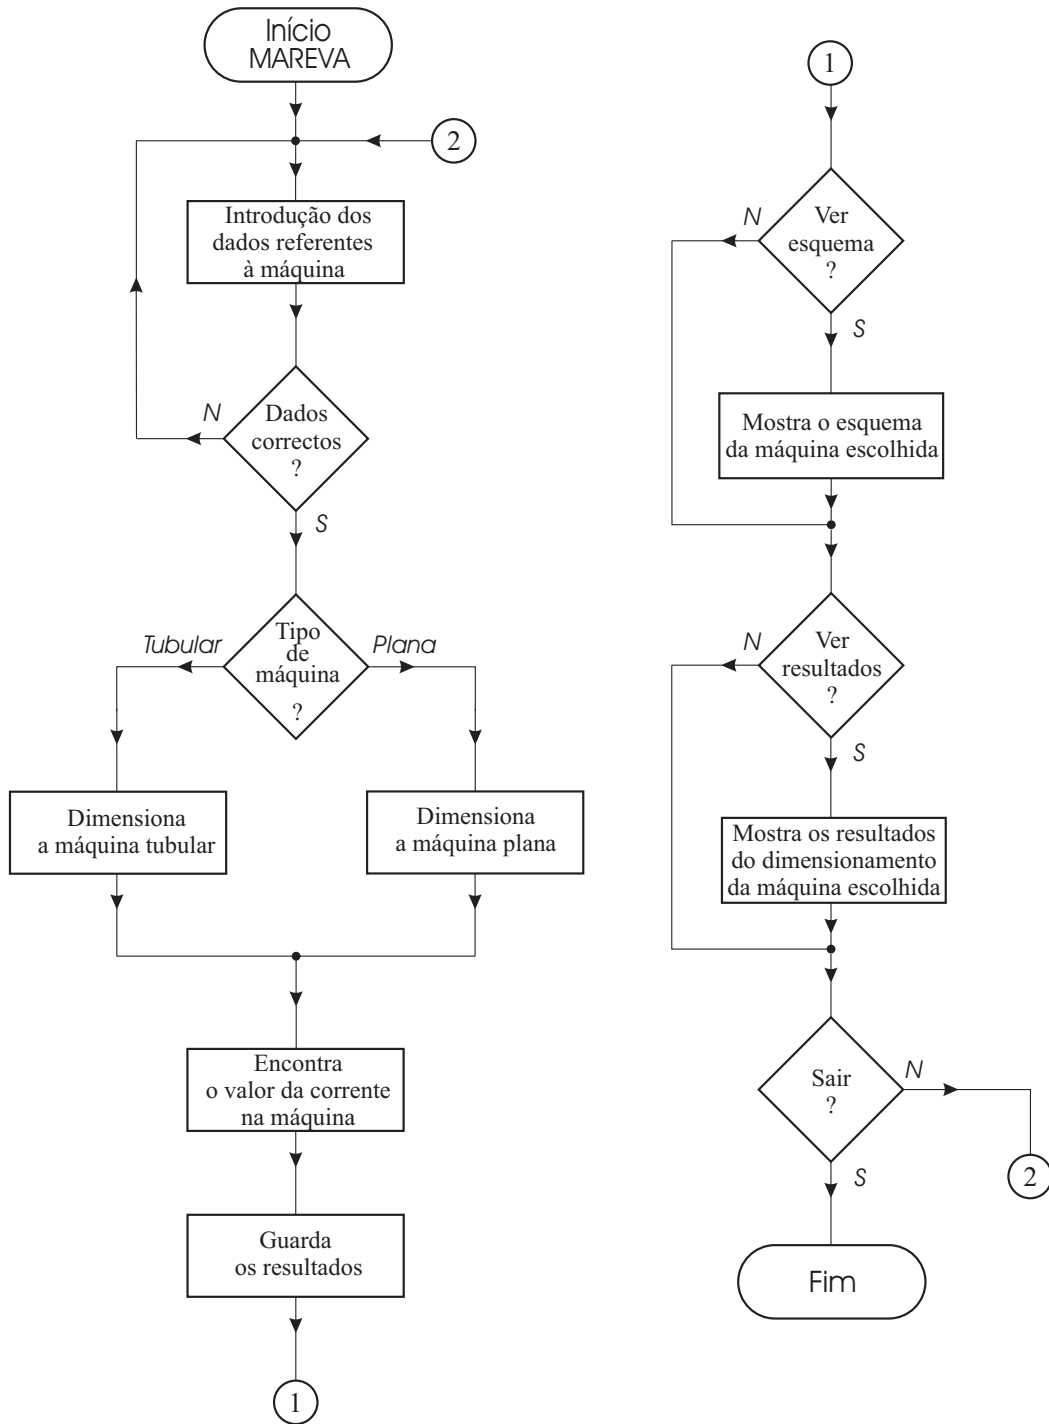 Início
MAREVA
2
Introdução dos
dados referentes
à máquina
N
Dados
correctos
?
S
Tubular
Tipo
de
máquina
?
Plana
Dimensiona
a máquina tubular
Dimensiona
a máquina plana
Encontra
o valor da corrente
na máquina
Guarda
os resultados
1
1
N
Ver
esquema
?
S
Mostra o esquema
da máquina escolhida
N
Ver
resultados
?
S
Mostra os resultados
do dimensionamento
da máquina escolhida
Sair
?
N
S
2
Fim